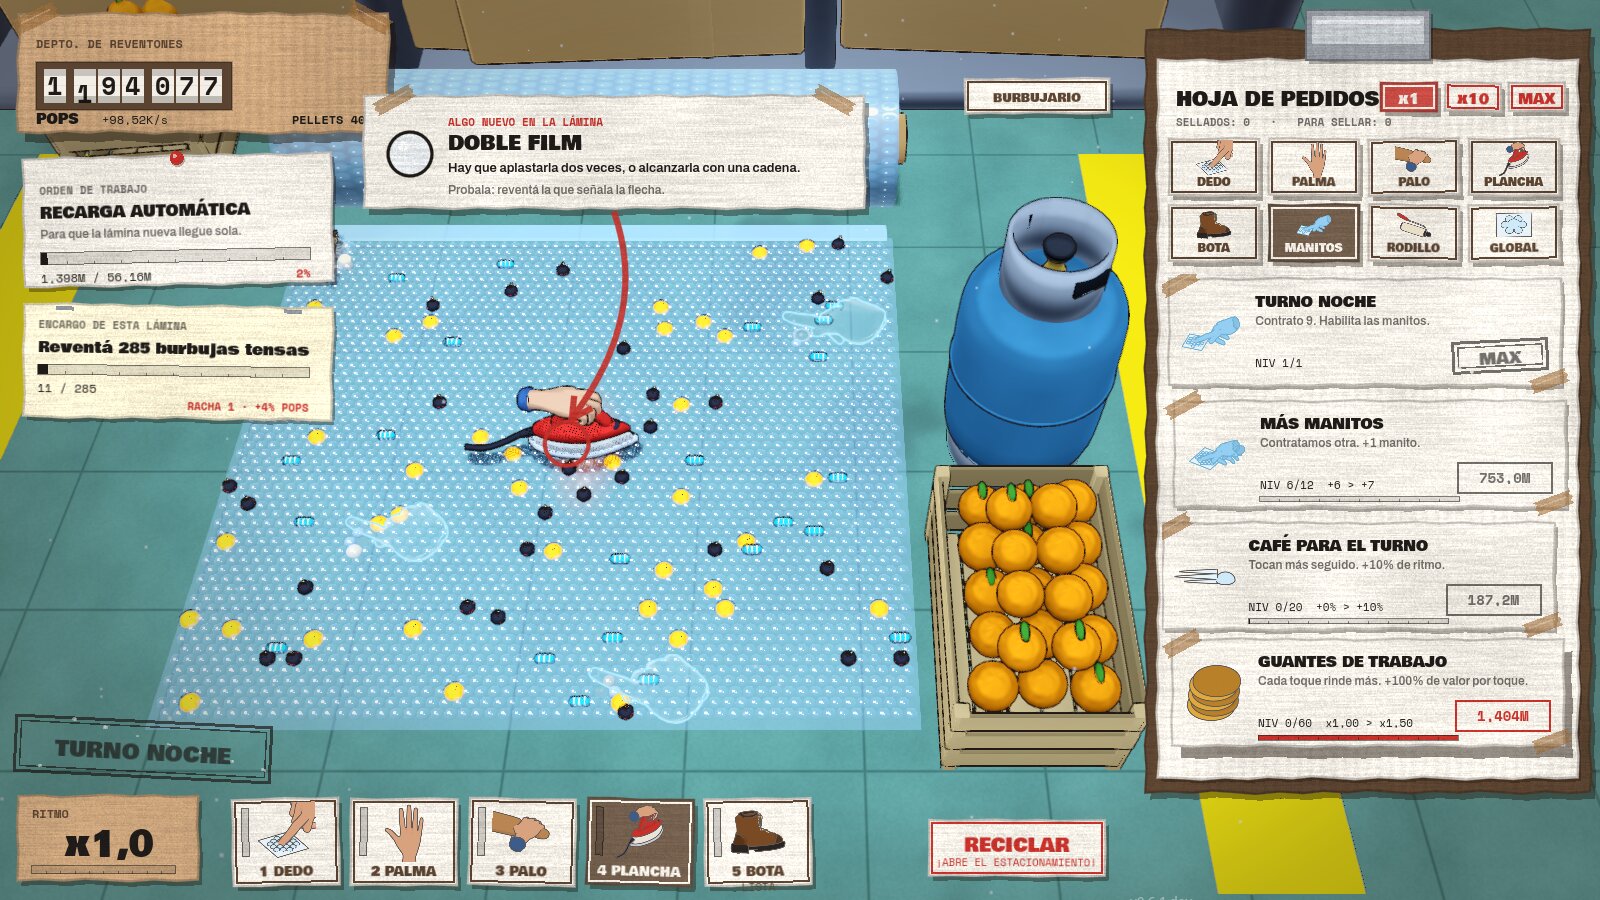 DEPTO. DE REVENTONES
1 194 077
POPS +98,52K/s PELLETS 40
ORDEN DE TRABAJO
RECARGA AUTOMÁTICA
Para que la lámina nueva llegue sola.
1,398M / 56,16M 2%
ENCARGO DE ESTA LÁMINA
Reventá 285 burbujas tensas
11 / 285
RACHA 1 · +4% POPS
ALGO NUEVO EN LA LÁMINA
DOBLE FILM
Hay que aplastarla dos veces, o alcanzarla con una cadena.
Probala: reventá la que señala la flecha.
BURBUJARIO
HOJA DE PEDIDOS x1 x10 MAX
SELLADOS: 0 · PARA SELLAR: 0
DEDO PALMA PALO PLANCHA
BOTA MANITOS RODILLO GLOBAL
TURNO NOCHE
Contrato 9. Habilita las manitos.
NIV 1/1
MAX
MÁS MANITOS
Contratamos otra. +1 manito.
NIV 6/12 +6 > +7
753,0M
CAFÉ PARA EL TURNO
Tocan más seguido. +10% de ritmo.
NIV 0/20 +0% > +10%
187,2M
GUANTES DE TRABAJO
Cada toque rinde más. +100% de valor por toque.
NIV 0/60 x1,00 > x1,50
1,404M
TURNO NOCHE
RITMO
x1,0
1 DEDO 2 PALMA 3 PALO 4 PLANCHA 5 BOTA
RECICLAR
¡ABRE EL ESTACIONAMIENTO!